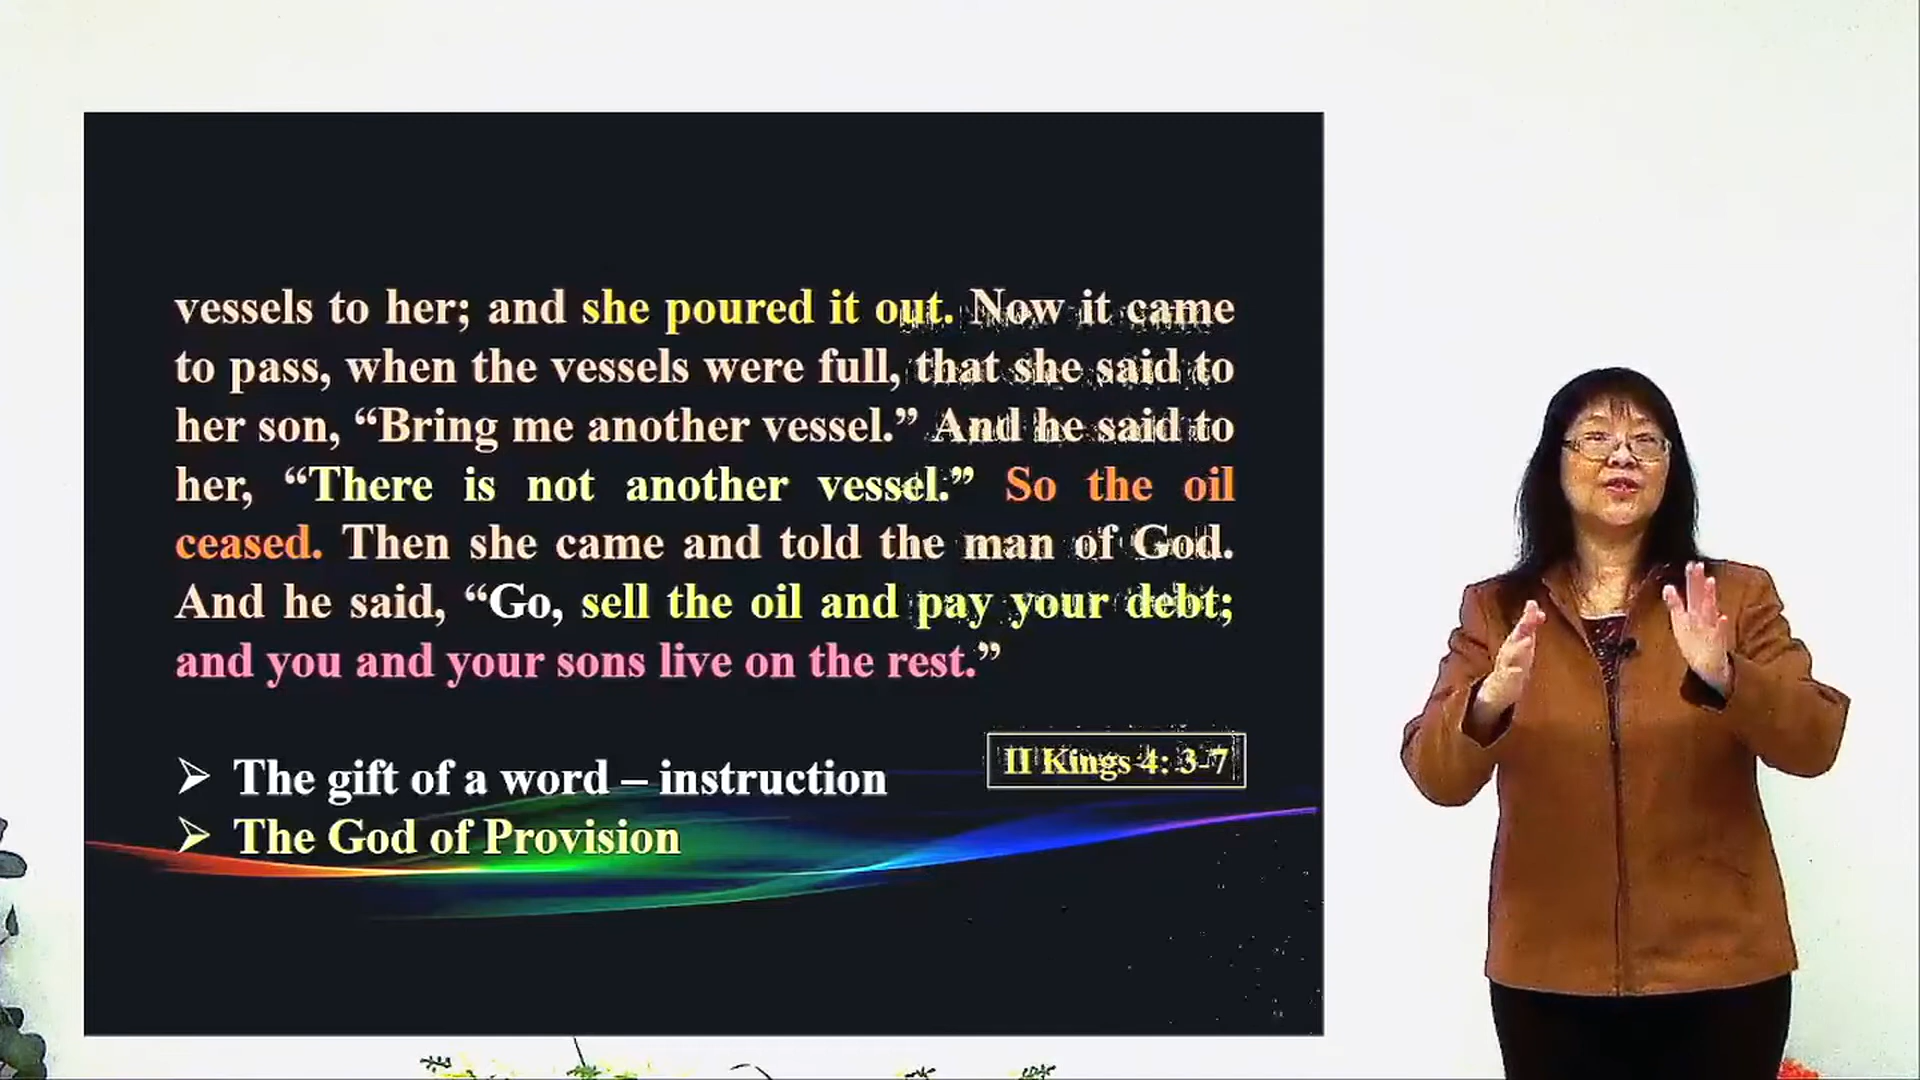 vessels to her; and she poured it out. Now it came
to pass, when the vessels were full, that she said to
her son, “Bring me another vessel.” And he said to
her, “There is not another vessel.” So the oil
ceased. Then she came and told the man of God.
And he said, “Go, sell the oil and pay your debt;
and you and your sons live on the rest.”
II Kings 4: 3-7
➢ The gift of a word – instruction
➢ The God of Provision